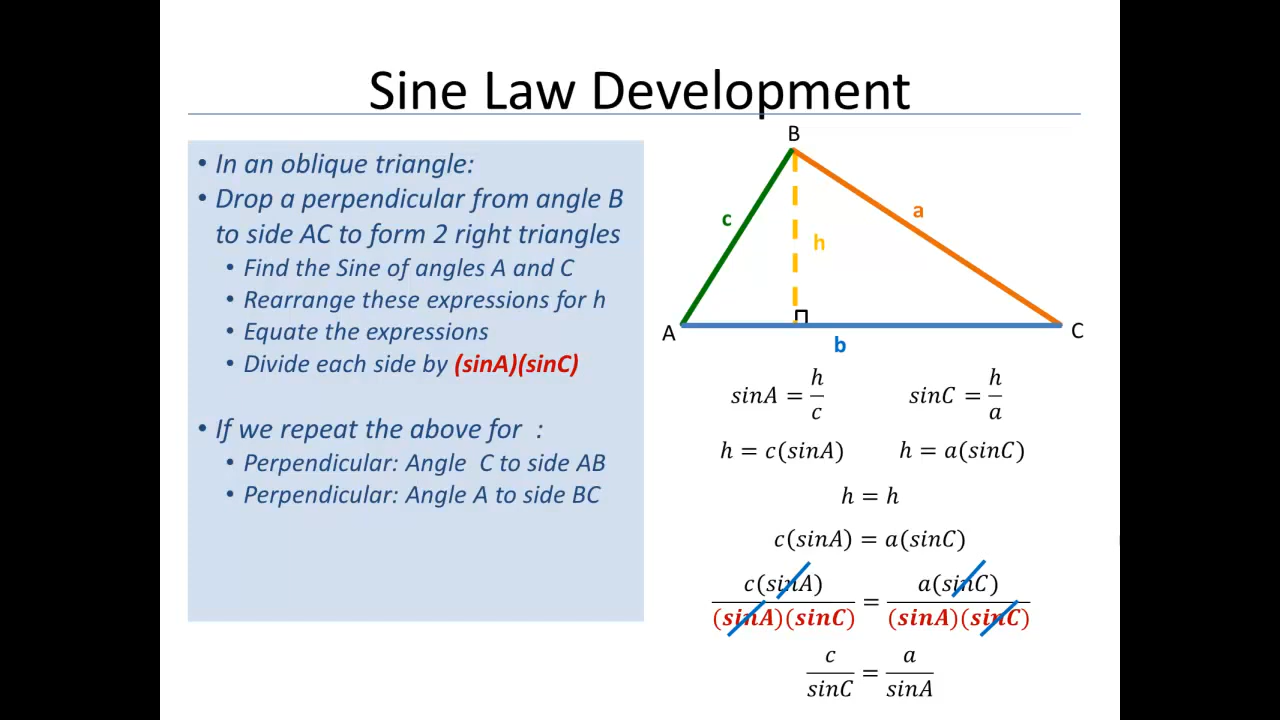 Sine Law Development
• In an oblique triangle:
• Drop a perpendicular from angle B
to side AC to form 2 right triangles
• Find the Sine of angles A and C
• Rearrange these expressions for h
• Equate the expressions
• Divide each side by (sinA)(sinC)
• If we repeat the above for :
• Perpendicular: Angle C to side AB
• Perpendicular: Angle A to side BC
B
c
a
h
A
C
b
sinA = h/c
sinC = h/a
h = c(sinA)
h = a(sinC)
h = h
c(sinA) = a(sinC)
c(sinA)/(sinA)(sinC) = a(sinC)/(sinA)(sinC)
c/sinC = a/sinA